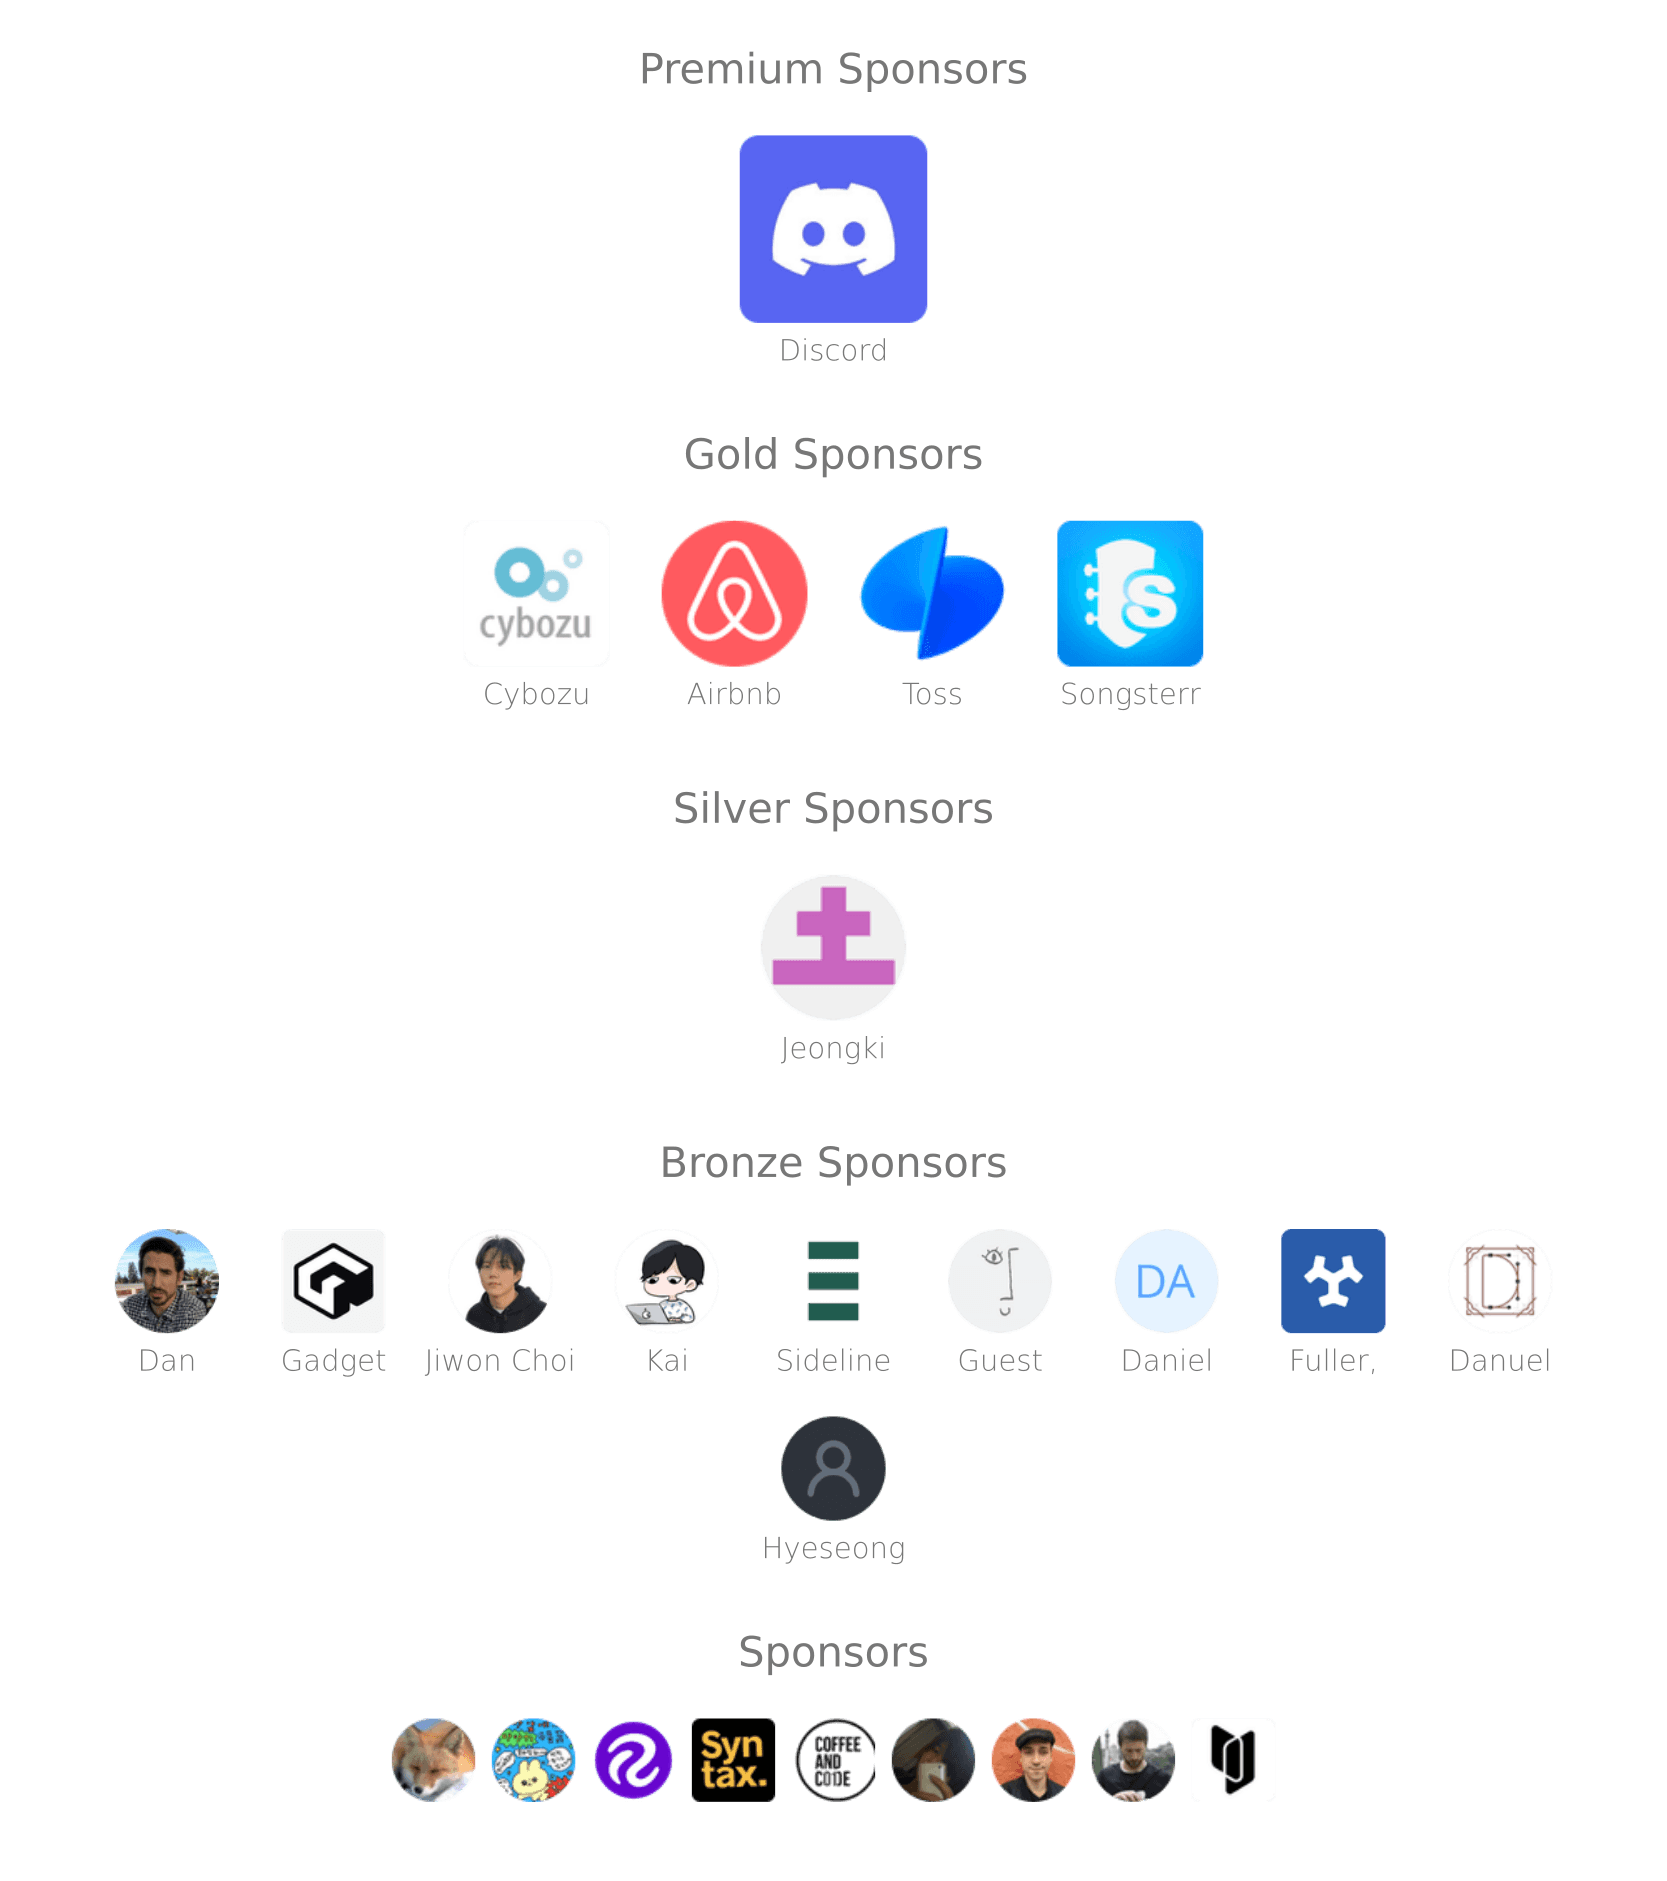 Premium Sponsors
Discord
Gold Sponsors
cybozu
S
Cybozu Airbnb Toss Songsterr
Silver Sponsors
Jeongki
Bronze Sponsors
DA
Dan Gadget Jiwon Choi Kai Sideline Guest Daniel Fuller, Danuel
Hyeseong
Sponsors
Syn
tax.
COFFEE
AND
CODE